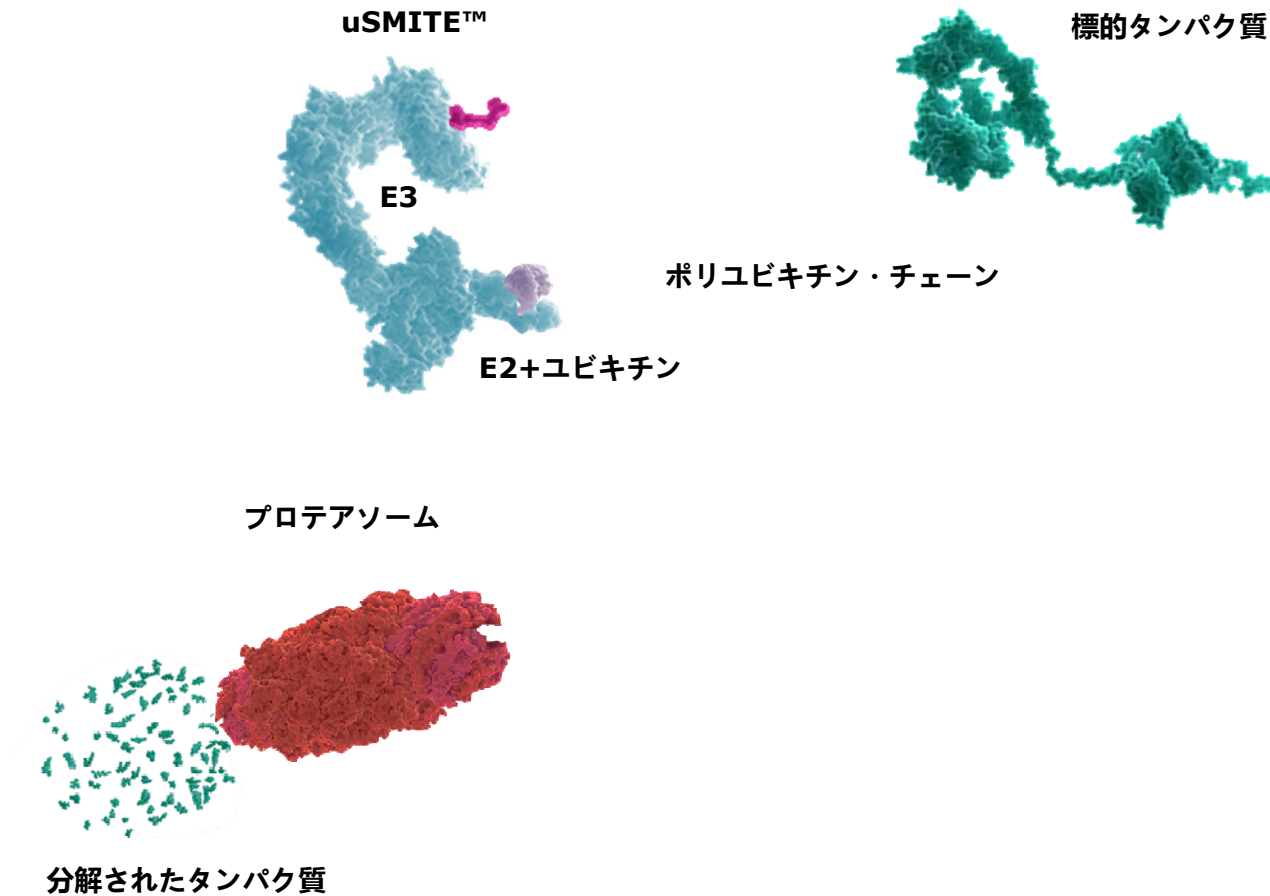 uSMITE™
標的タンパク質
E3
ポリユビキチン・チェーン
E2+ユビキチン
プロテアソーム
分解されたタンパク質